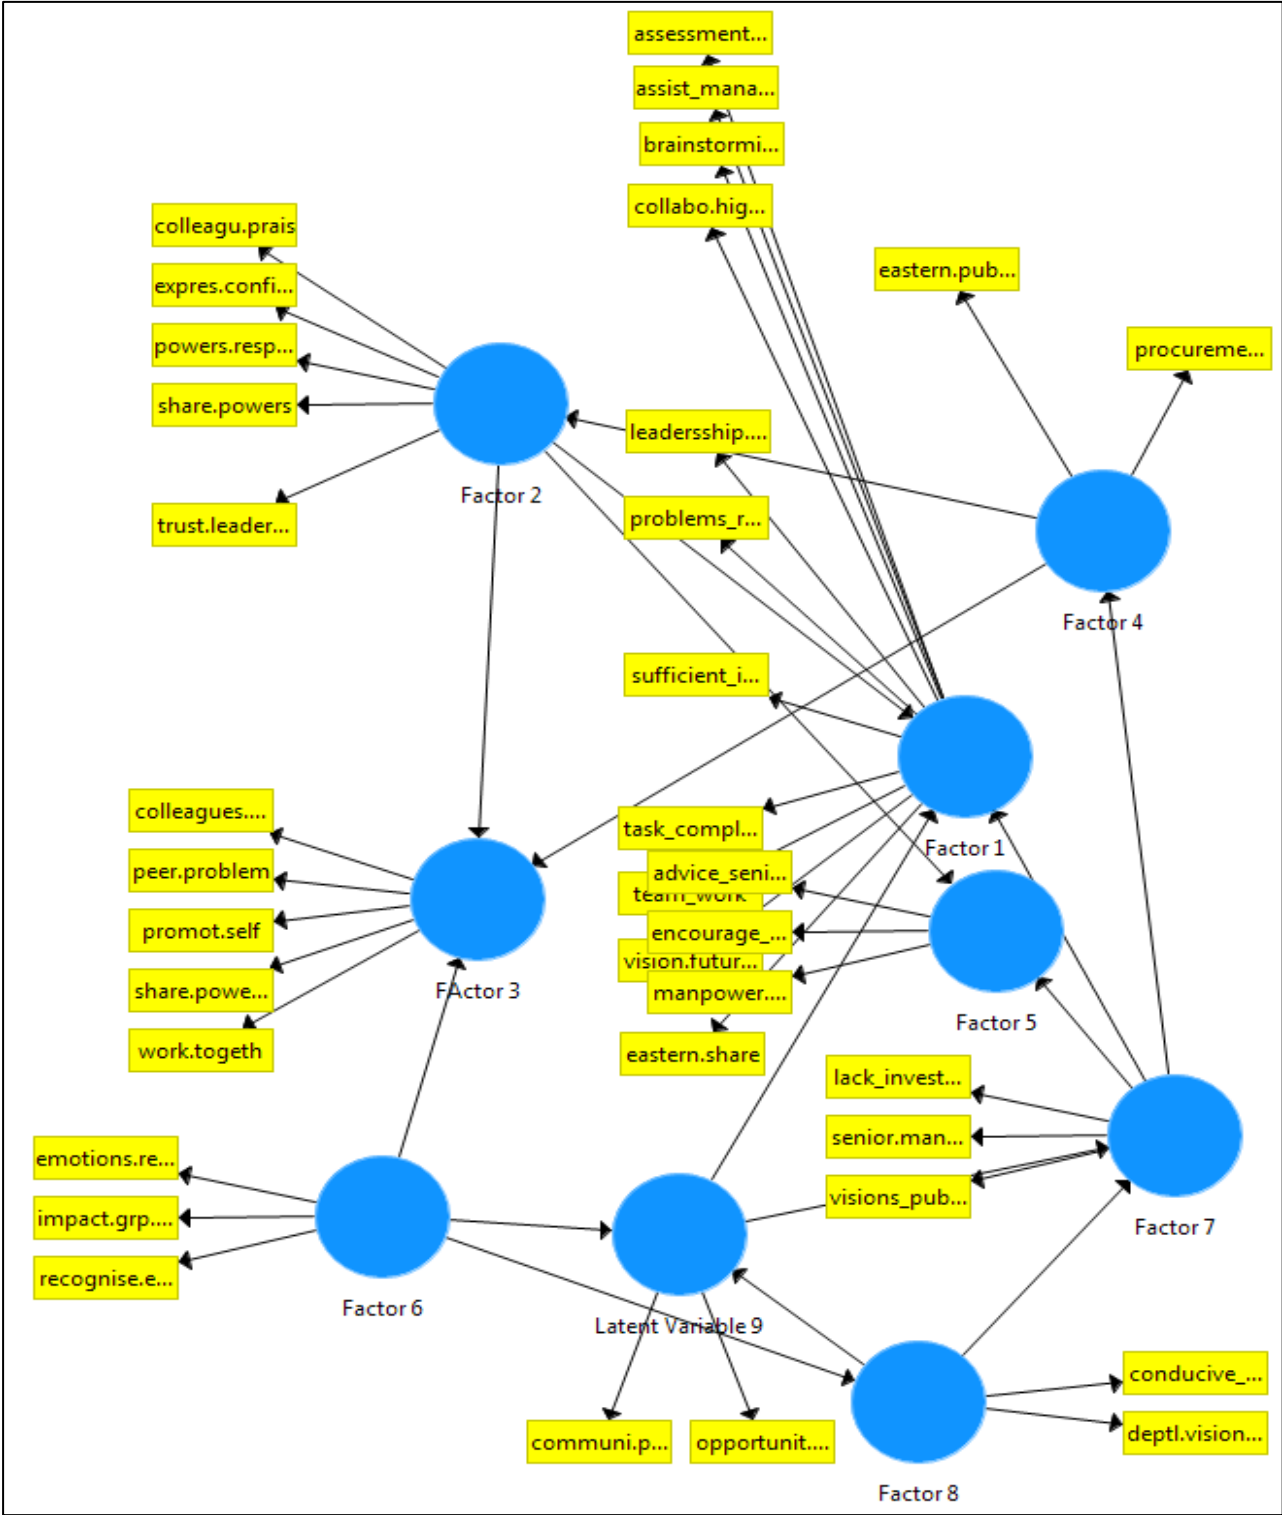 assessment...
assist_mana...
brainstormi...
collabo.hig...
colleagu.prais
expres.confi...
powers.resp...
share.powers
trust.leader...
Factor 2
eastern.pub...
procureme...
leadersship....
problems_r...
Factor 4
sufficient_i...
Factor 1
task_compl...
advice_seni...
team_work
encourage_...
vision.futur...
manpower....
eastern.share
Factor 5
colleagues....
peer.problem
promot.self
share.powe...
work.togeth
FActor 3
lack_invest...
senior.man...
visions_pub...
Factor 7
emotions.re...
impact.grp....
recognise.e...
Factor 6
Latent Variable 9
communi.p...
opportunit....
conducive_...
deptl.vision...
Factor 8